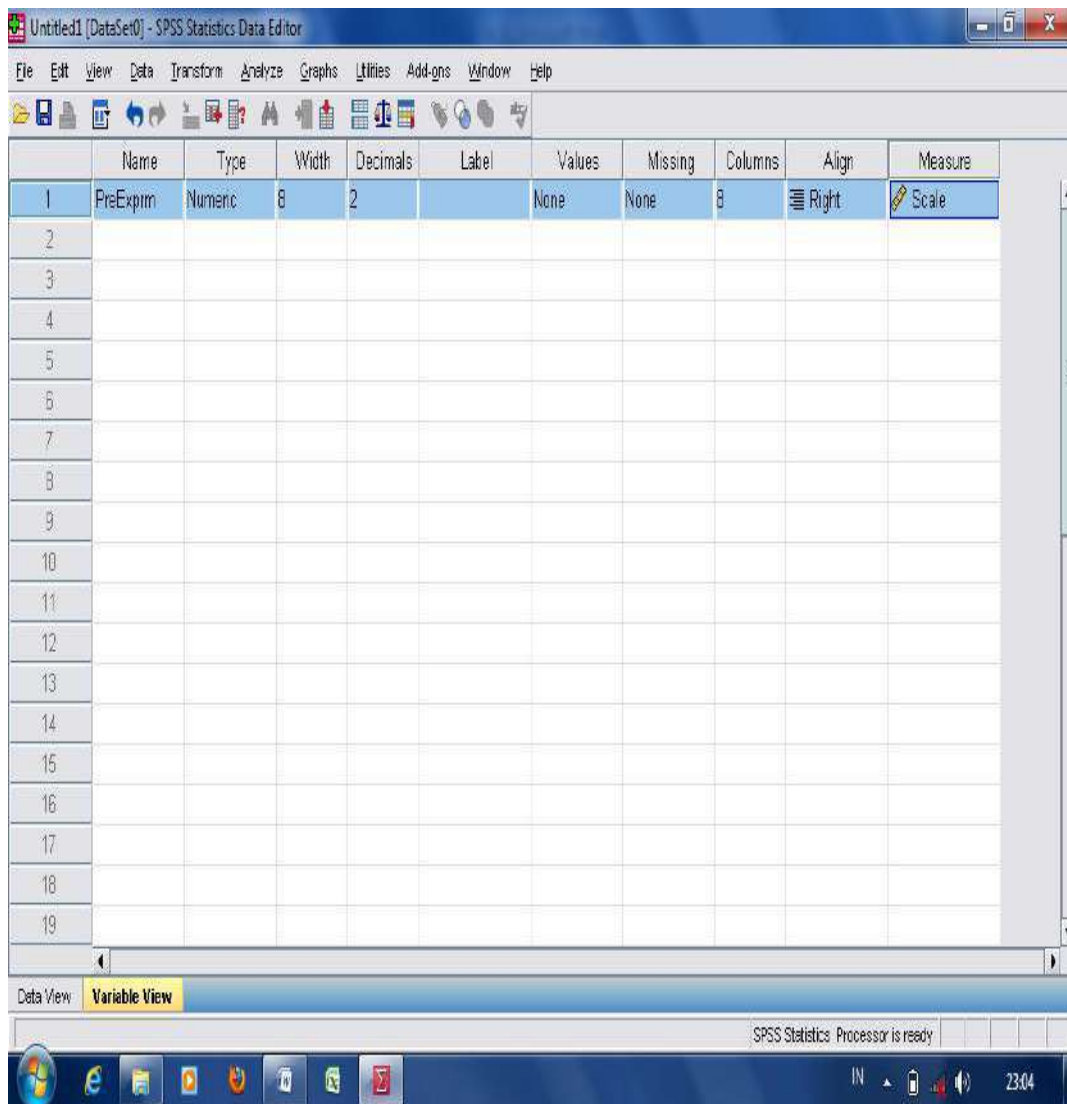 Untitled1 [DataSet0] - SPSS Statistics Data Editor
File Edit View Data Transform Analyze Graphs Utilities Add-ons Window Help
Name Type Width Decimals Label Values Missing Columns Align Measure
1 PreExprm Numeric 8 2 None None 8 Right Scale
2
3
4
5
6
7
8
9
10
11
12
13
14
15
16
17
18
19
Data View Variable View
SPSS Statistics Processor is ready
IN 23:04